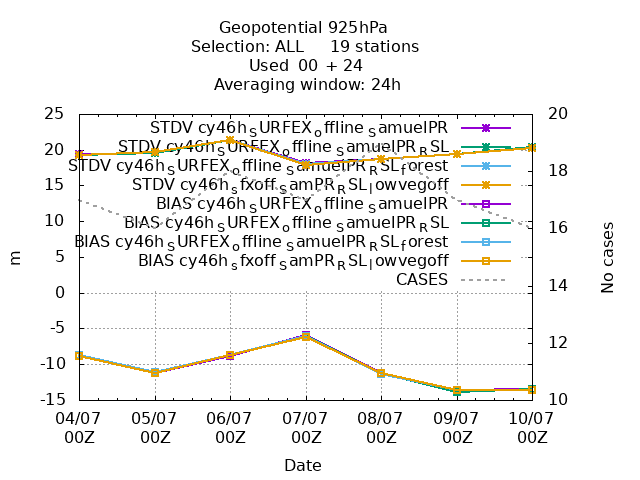 Geopotential 925hPa
Selection: ALL 19 stations
Used 00 + 24
Averaging window: 24h
25 20
STDV cy46h_SURFEX_offline_SamuelPR
20
STDV cy46h_SURFEX_offline_SamuelPR_RSL
STDV cy46h_SURFEX_offline_SamuelPR_RSL_forest
18
15
STDV cy46h_sfxoff_SamPR_RSL_lowvegoff
BIAS cy46h_SURFEX_offline_SamuelPR
10
BIAS cy46h_SURFEX_offline_SamuelPR_RSL
16
BIAS cy46h_SURFEX_offline_SamuelPR_RSL_forest
5
BIAS cy46h_sfxoff_SamPR_RSL_lowvegoff
CASES
14
0
-5
12
-10
-15 10
m
No cases
04/07 05/07 06/07 07/07 08/07 09/07 10/07
00Z 00Z 00Z 00Z 00Z 00Z 00Z
Date